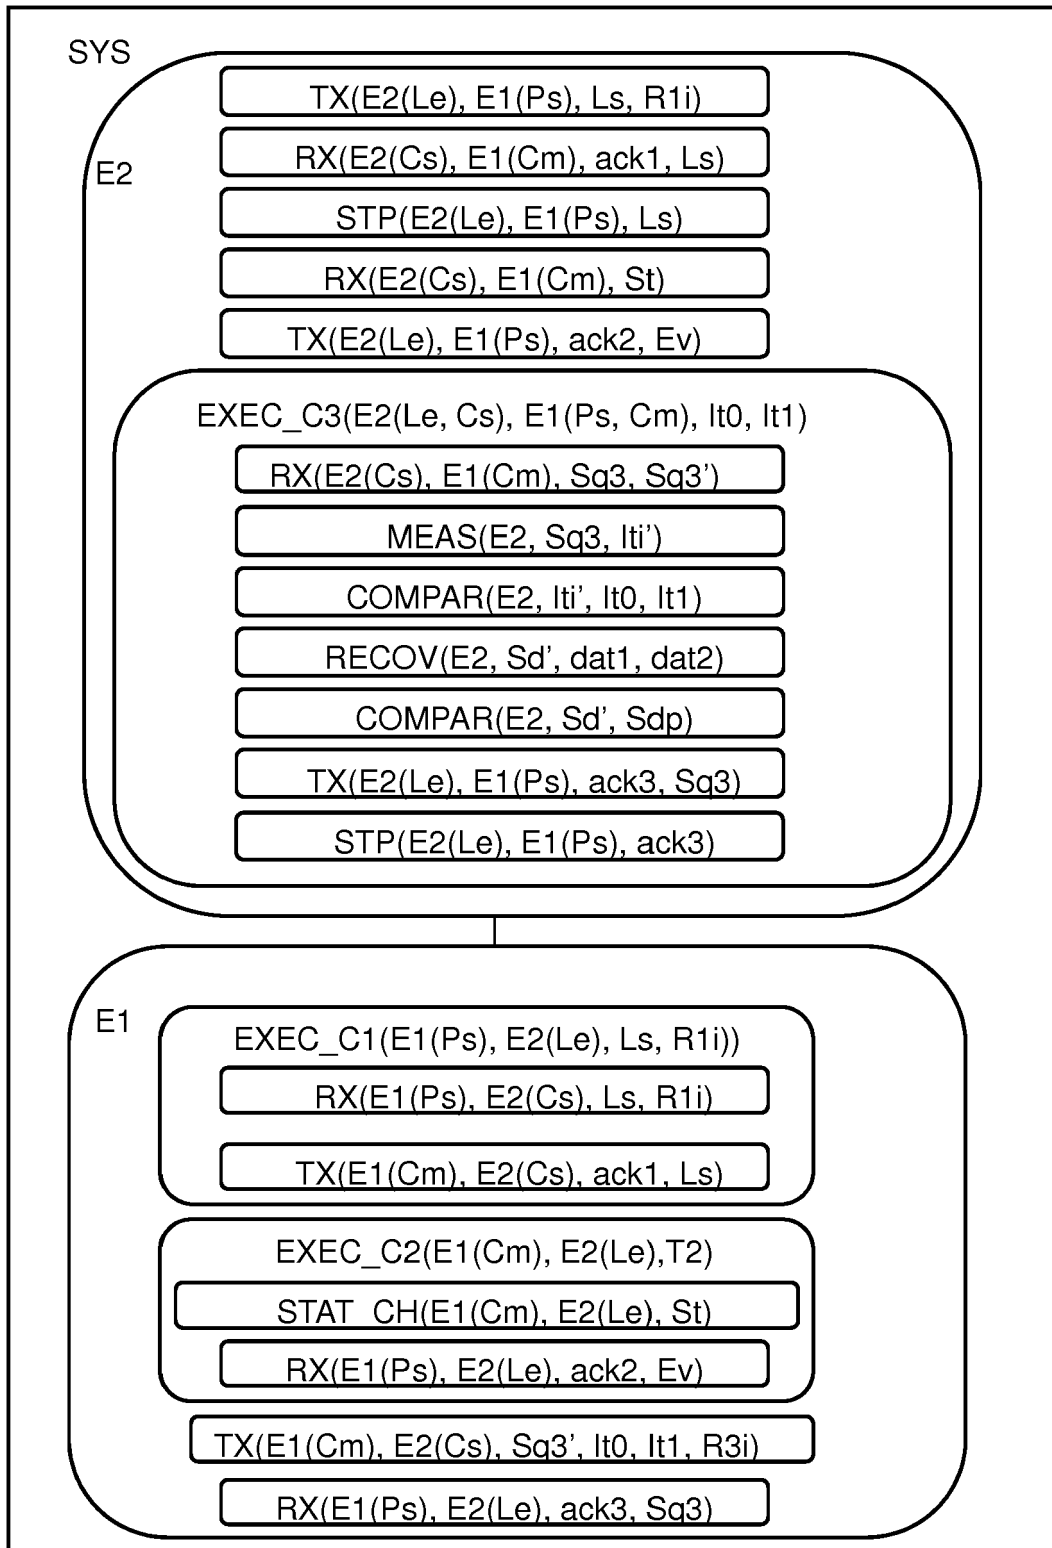 SYS
TX(E2(Le), E1(Ps), Ls, R1i)
E2
RX(E2(Cs), E1(Cm), ack1, Ls)
STP(E2(Le), E1(Ps), Ls)
RX(E2(Cs), E1(Cm), St)
TX(E2(Le), E1(Ps), ack2, Ev)
EXEC_C3(E2(Le, Cs), E1(Ps, Cm), It0, It1)
RX(E2(Cs), E1(Cm), Sq3, Sq3')
MEAS(E2, Sq3, Iti')
COMPAR(E2, Iti', It0, It1)
RECOV(E2, Sd', dat1, dat2)
COMPAR(E2, Sd', Sdp)
TX(E2(Le), E1(Ps), ack3, Sq3)
STP(E2(Le), E1(Ps), ack3)
E1
EXEC_C1(E1(Ps), E2(Le), Ls, R1i))
RX(E1(Ps), E2(Cs), Ls, R1i)
TX(E1(Cm), E2(Cs), ack1, Ls)
EXEC_C2(E1(Cm), E2(Le),T2)
STAT_CH(E1(Cm), E2(Le), St)
RX(E1(Ps), E2(Le), ack2, Ev)
TX(E1(Cm), E2(Cs), Sq3', It0, It1, R3i)
RX(E1(Ps), E2(Le), ack3, Sq3)